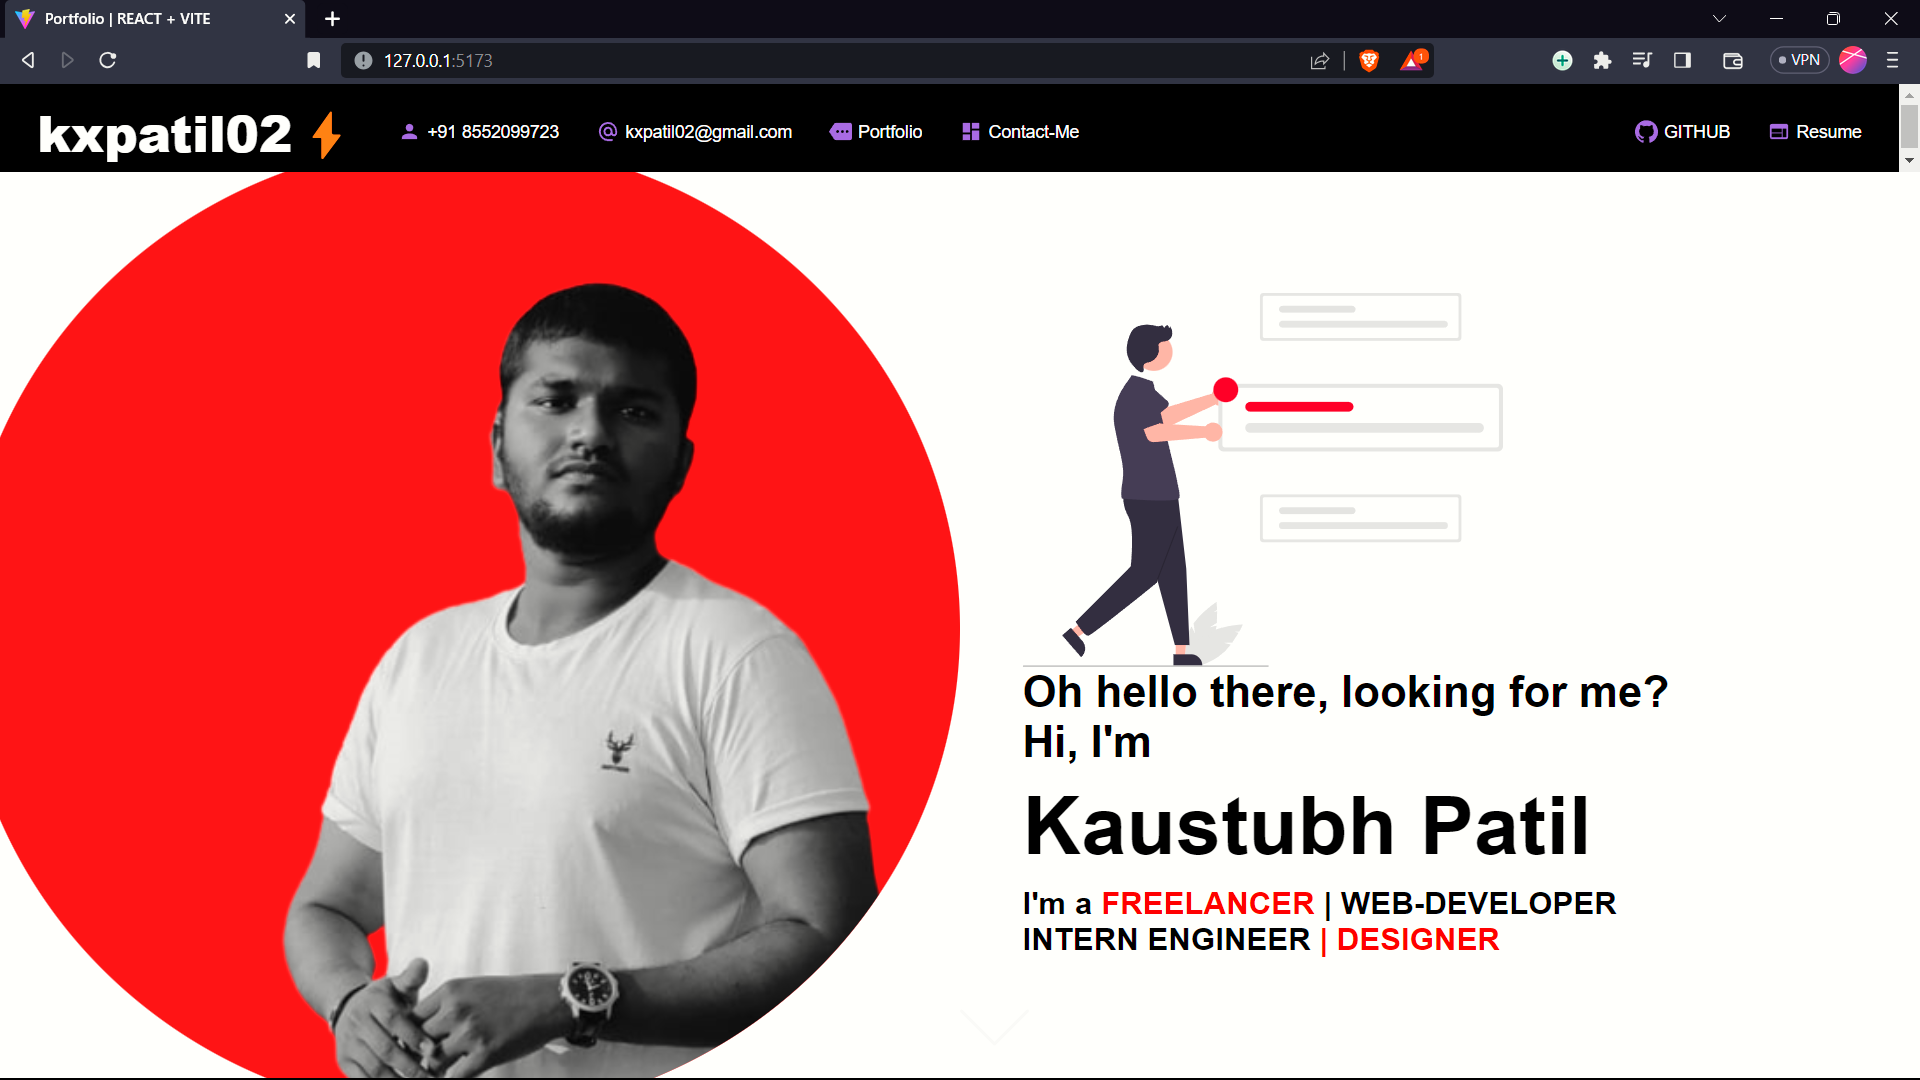 Portfolio | REACT + VITE
127.0.0.1:5173
1
VPN
kxpatil02
+91 8552099723
kxpatil02@gmail.com
Portfolio
Contact-Me
GITHUB
Resume
Oh hello there, looking for me?
Hi, I'm
Kaustubh Patil
I'm a FREELANCER | WEB-DEVELOPER
INTERN ENGINEER | DESIGNER